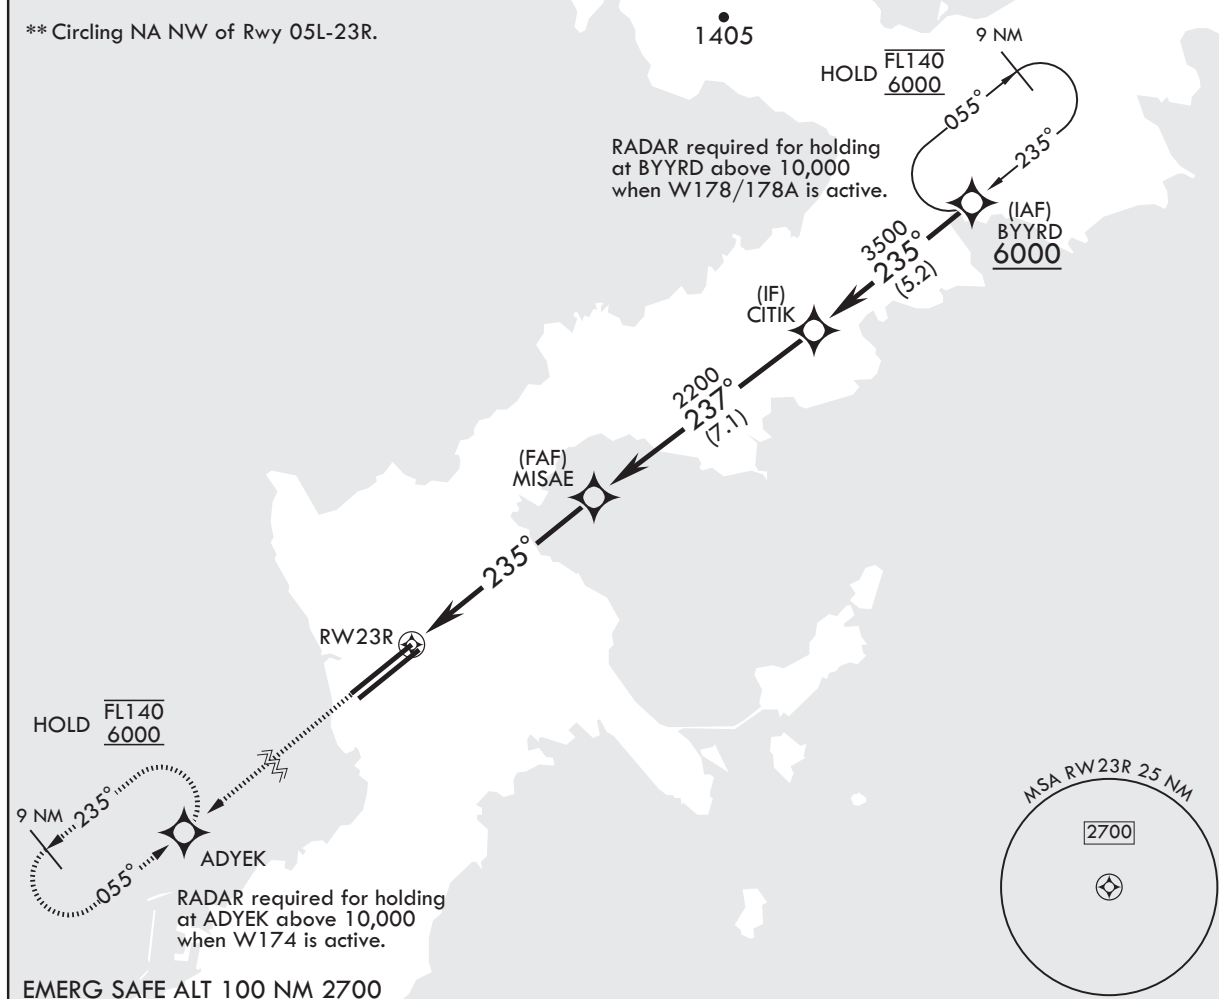 ** Circling NA NW of Rwy 05L-23R.
1405
9 NM
HOLD FL140
6000
055°
235°
RADAR required for holding
at BYYRD above 10,000
when W178/178A is active.
(IAF)
BYYRD
6000
3500
235°
(5.2)
(IF)
CITIK
2200
237°
(7.1)
(FAF)
MISAE
235°
RW23R
HOLD FL140
6000
9 NM
235°
055°
ADYEK
RADAR required for holding
at ADYEK above 10,000
when W174 is active.
MSA RW23R 25 NM
2700
EMERG SAFE ALT 100 NM 2700